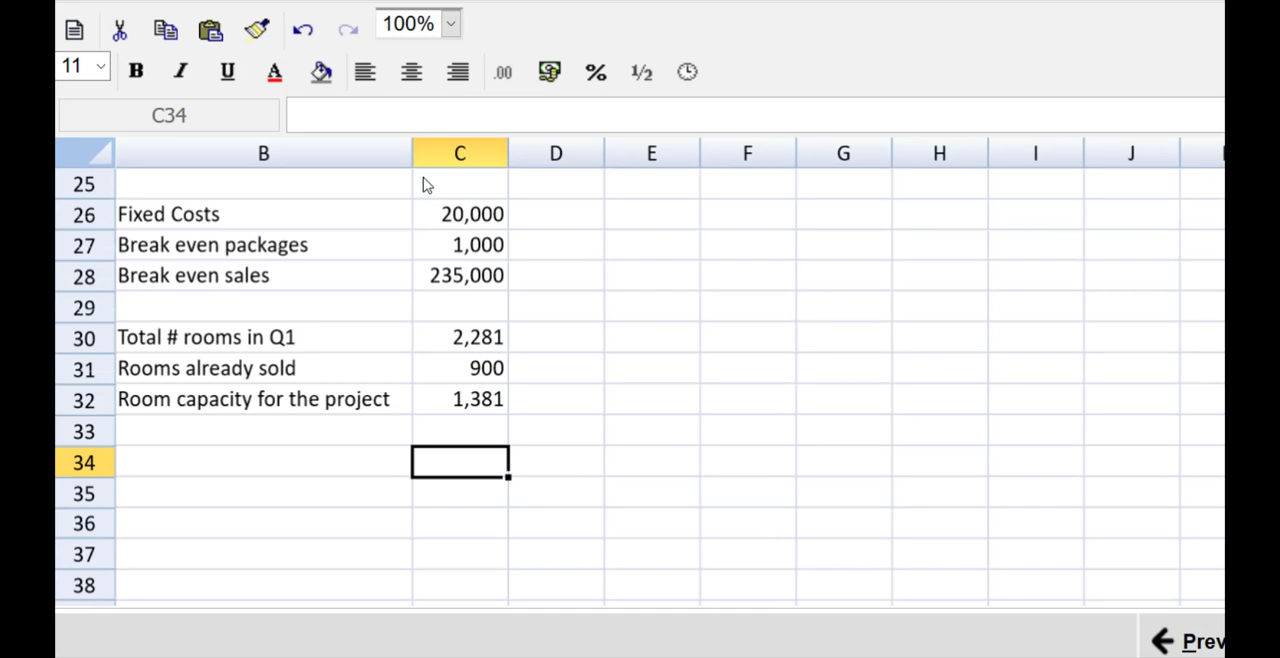 100%
11 B I U A .00 % 1/2
C34
B C D E F G H I J
25
26 Fixed Costs 20,000
27 Break even packages 1,000
28 Break even sales 235,000
29
30 Total # rooms in Q1 2,281
31 Rooms already sold 900
32 Room capacity for the project 1,381
33
34
35
36
37
38
Prev